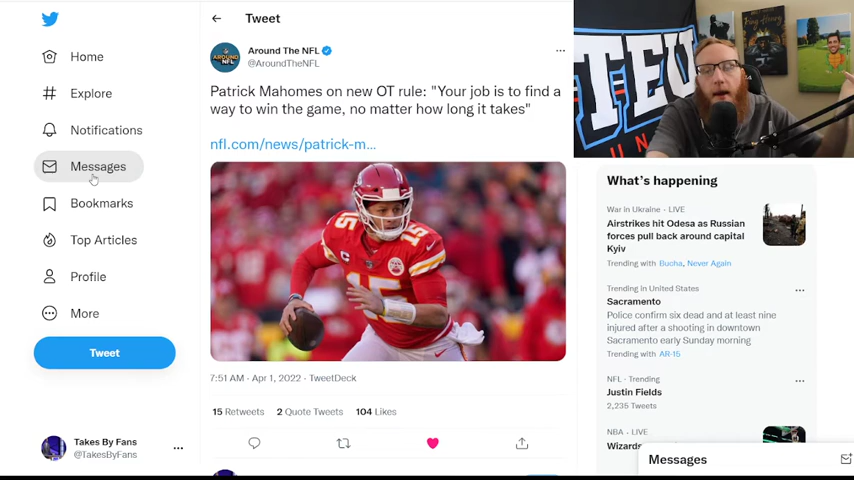 Home
Explore
Notifications
Messages
Bookmarks
Top Articles
Profile
More
Tweet
Takes By Fans
@TakesByFans
Tweet
Around The NFL
@AroundTheNFL
Patrick Mahomes on new OT rule: "Your job is to find a
way to win the game, no matter how long it takes"
nfl.com/news/patrick-m...
15
15
7:51 AM · Apr 1, 2022 · TweetDeck
15 Retweets 2 Quote Tweets 104 Likes
What's happening
War in Ukraine · LIVE
Airstrikes hit Odesa as Russian
forces pull back around capital
Kyiv
Trending with Bucha, Never Again
Trending in United States
Sacramento
Police confirm six dead and at least nine
injured after a shooting in downtown
Sacramento early Sunday morning
Trending with AR-15
NFL · Trending
Justin Fields
2,235 Tweets
NBA · LIVE
Wizards
Messages